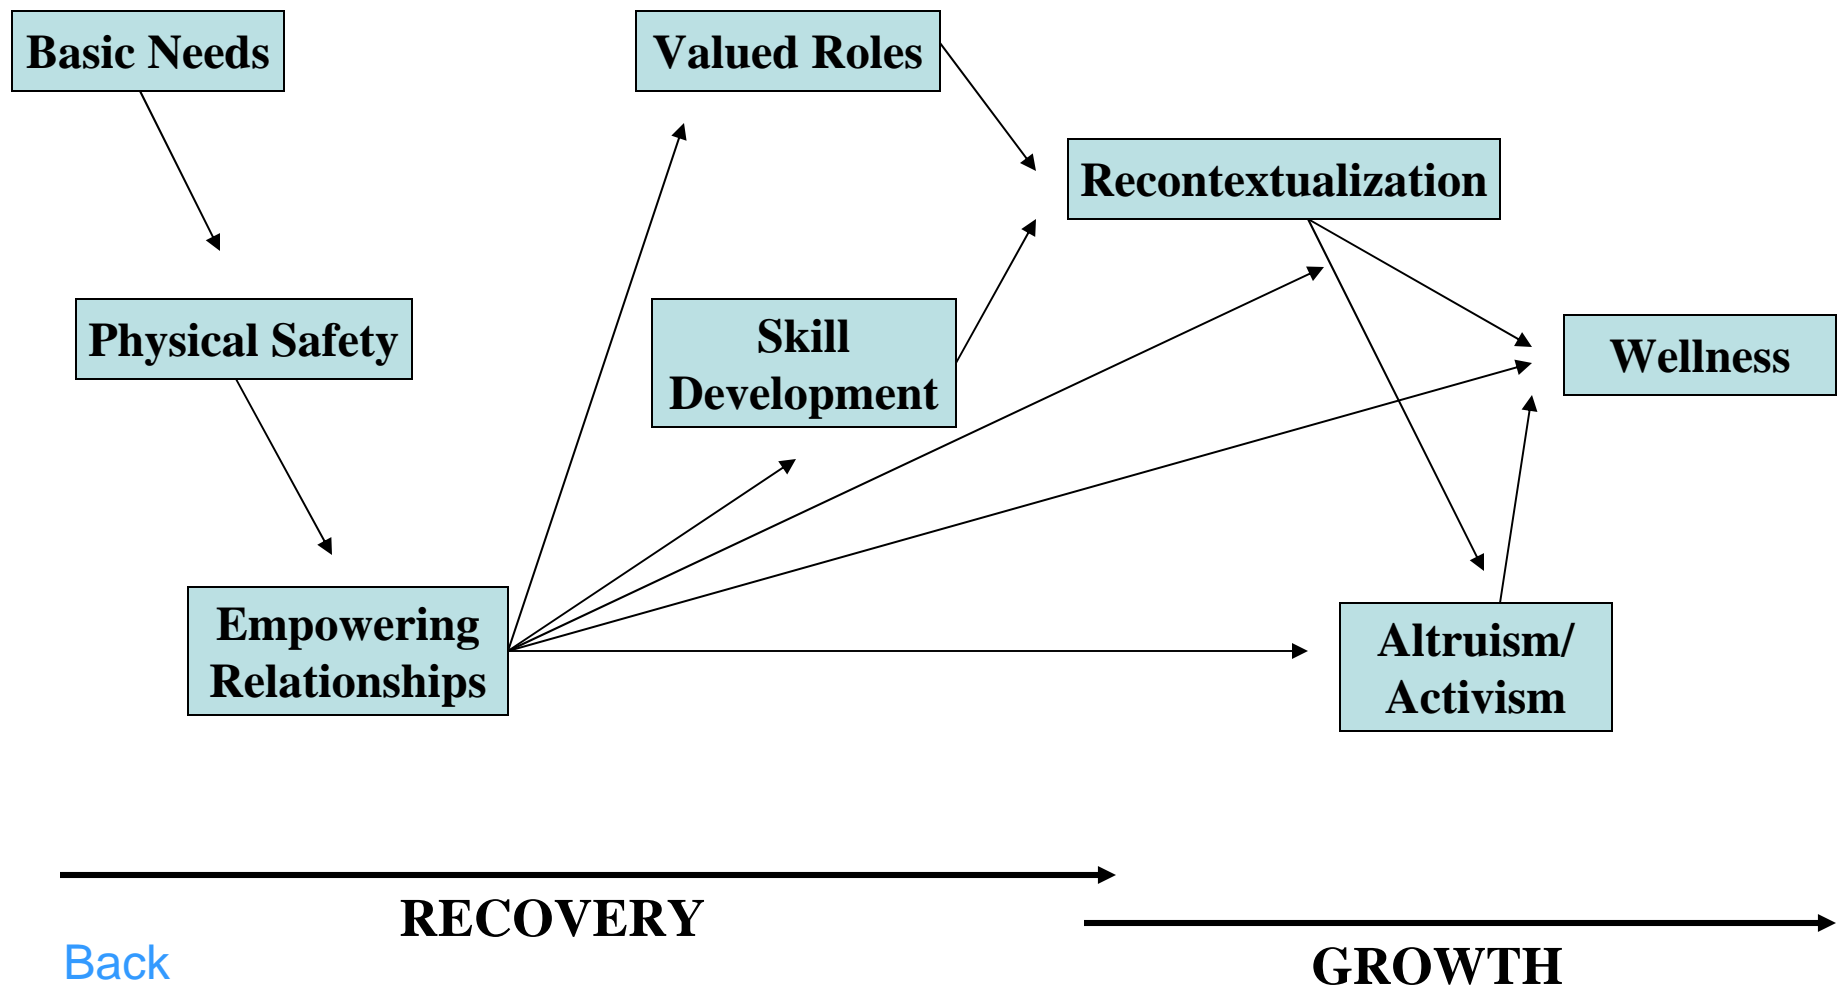 Basic Needs
Valued Roles
Recontextualization
Physical Safety
Skill
Development
Wellness
Empowering
Relationships
Altruism/
Activism
RECOVERY
Back
GROWTH